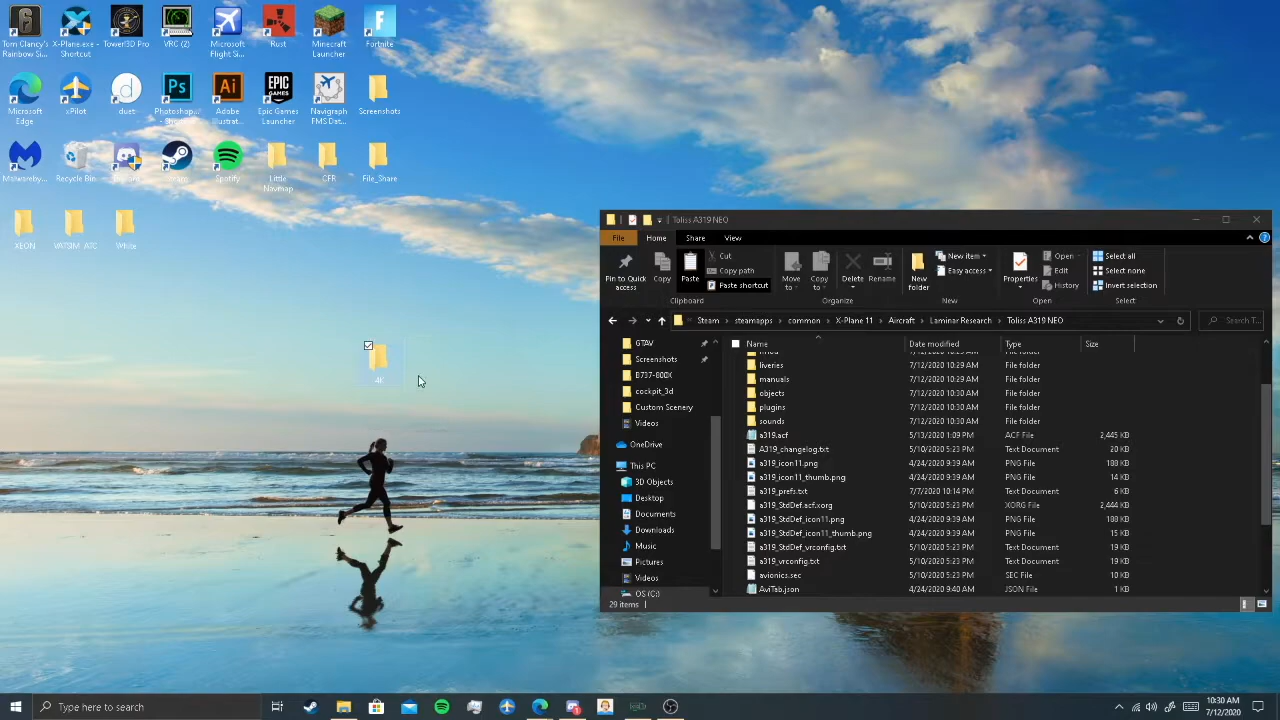 Tom Clancy's Rainbow Si...
X-Plane.exe - Shortcut
Tower!3D Pro
VRC (2)
Microsoft Flight Si...
Rust
Minecraft Launcher
Fortnite
Microsoft Edge
xPilot
duet
Adobe Illustrat...
Epic Games Launcher
Navigraph FMS Dat...
Screenshots
Malwareby...
Recycle Bin
Spotify
Little Navmap
CFR
File_Share
XEON
VATSIM_ATC
White
4K
Toliss A319 NEO
File
Home
Share
View
Pin to Quick access
Copy
Paste
Cut
Copy path
Paste shortcut
Move to
Copy to
Delete
Rename
New folder
New item
Easy access
Properties
Open
Edit
History
Select all
Select none
Invert selection
Clipboard
Organize
New
Open
Select
Steam > steamapps > common > X-Plane 11 > Aircraft > Laminar Research > Toliss A319 NEO
Search T...
Name Date modified Type Size
GTAV
Screenshots
B737-800X
cockpit_3d
Custom Scenery
Videos
OneDrive
This PC
3D Objects
Desktop
Documents
Downloads
Music
Pictures
Videos
OS (C:)
7/12/2020 10:29 AM File folder
liveries 7/12/2020 10:29 AM File folder
manuals 7/12/2020 10:29 AM File folder
objects 7/12/2020 10:30 AM File folder
plugins 7/12/2020 10:30 AM File folder
sounds 7/12/2020 10:30 AM File folder
a319.acf 5/13/2020 1:09 PM ACF File 2,445 KB
A319_changelog.txt 5/10/2020 5:23 PM Text Document 20 KB
a319_icon11.png 4/24/2020 9:39 AM PNG File 188 KB
a319_icon11_thumb.png 4/24/2020 9:39 AM PNG File 14 KB
a319_prefs.txt 7/7/2020 10:14 PM Text Document 6 KB
a319_StdDef.acf.xorg 5/10/2020 5:23 PM XORG File 2,444 KB
a319_StdDef_icon11.png 4/24/2020 9:39 AM PNG File 188 KB
a319_StdDef_icon11_thumb.png 4/24/2020 9:39 AM PNG File 15 KB
a319_StdDef_vrconfig.txt 5/10/2020 5:23 PM Text Document 19 KB
a319_vrconfig.txt 5/10/2020 5:23 PM Text Document 19 KB
avionics.sec 5/10/2020 5:23 PM SEC File 10 KB
AviTab.json 4/24/2020 9:40 AM JSON File 1 KB
29 items
Type here to search
10:30 AM
7/12/2020